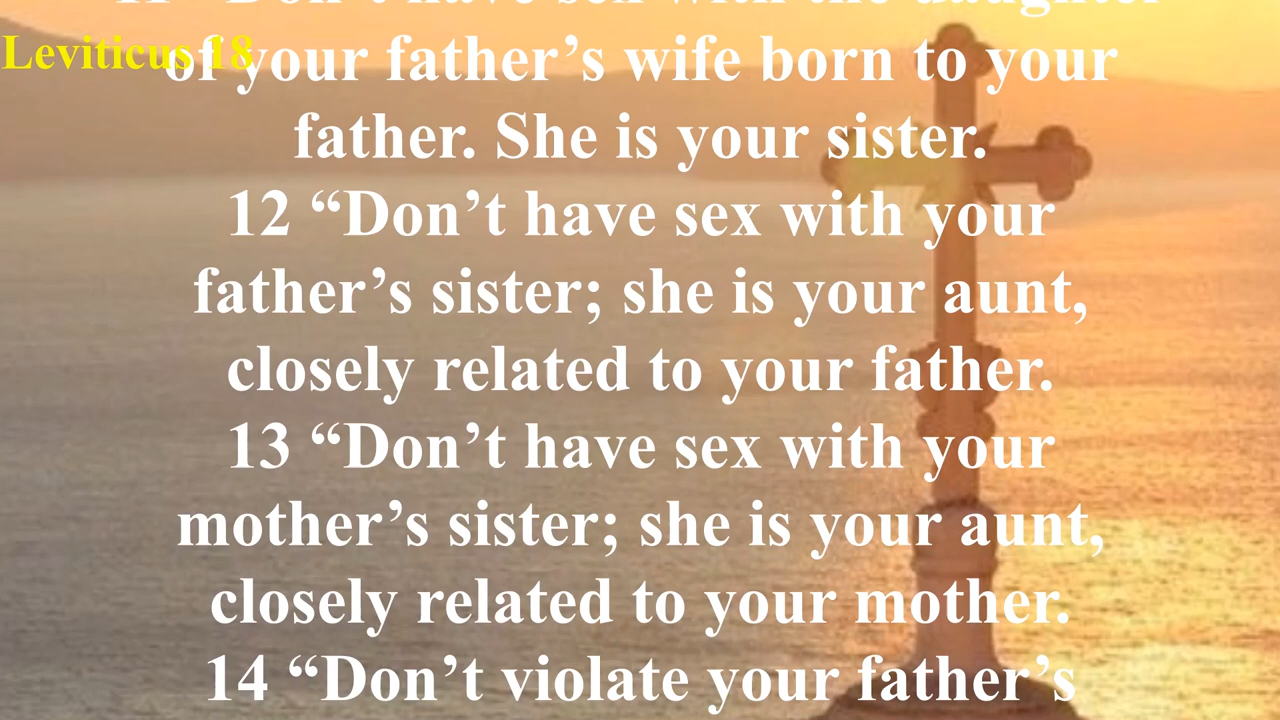 11 “Don’t have sex with the daughter
Leviticus 18
of your father’s wife born to your
father. She is your sister.
12 “Don’t have sex with your
father’s sister; she is your aunt,
closely related to your father.
13 “Don’t have sex with your
mother’s sister; she is your aunt,
closely related to your mother.
14 “Don’t violate your father’s